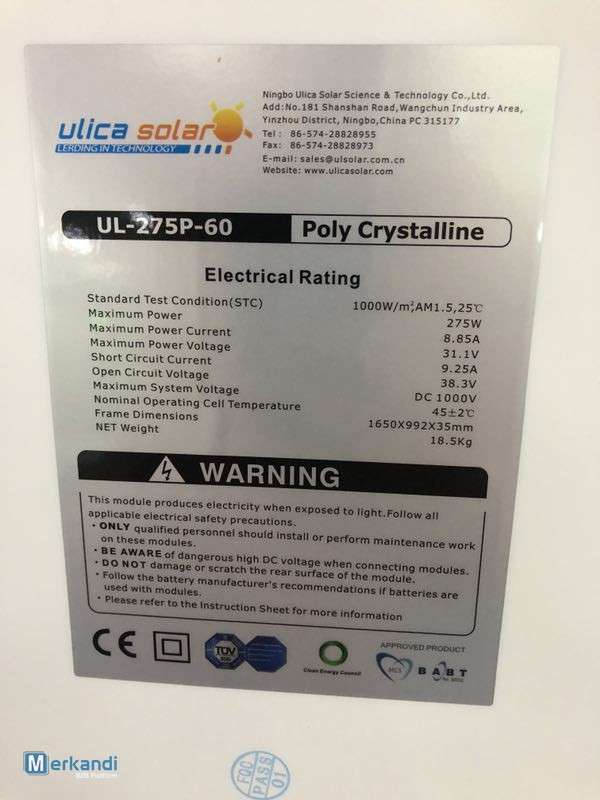 ulica solar
LERDING IN TECHNOLOGY
Ningbo Ulica Solar Science & Technology Co.,Ltd.
Add:No.181 Shanshan Road,Wangchun Industry Area,
Yinzhou District, Ningbo,China PC 315177
Tel : 86-574-28828955
Fax: 86-574-28828973
E-mail: sales@ulsolar.com.cn
Website: www.ulicasolar.com
UL-275P-60 Poly Crystalline
Electrical Rating
Standard Test Condition(STC) 1000W/m²,AM1.5,25℃
Maximum Power 275W
Maximum Power Current 8.85A
Maximum Power Voltage 31.1V
Short Circuit Current 9.25A
Open Circuit Voltage 38.3V
Maximum System Voltage DC 1000V
Nominal Operating Cell Temperature 45±2℃
Frame Dimensions 1650X992X35mm
NET Weight 18.5Kg
WARNING
This module produces electricity when exposed to light.Follow all
applicable electrical safety precautions.
· ONLY qualified personnel should install or perform maintenance work
on these modules.
· BE AWARE of dangerous high DC voltage when connecting modules.
· DO NOT damage or scratch the rear surface of the module.
· Follow the battery manufacturer's recommendations if batteries are
used with modules.
· Please refer to the Instruction Sheet for more information
CE
TÜV
Clean Energy Council
APPROVED PRODUCT
MCS
BABT
FQC
PASS
01
Merkandi
B2B Platform